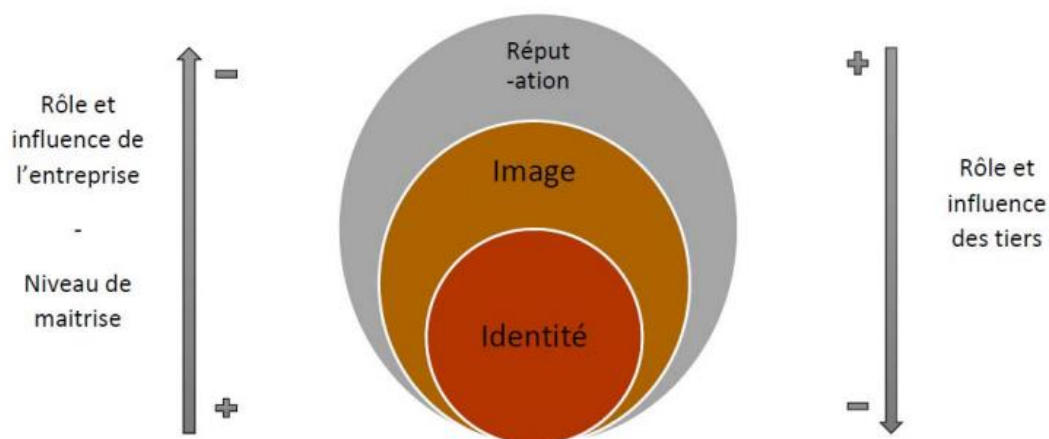 Rôle et
influence de
l'entreprise
-
Niveau de
maitrise
Réput
-ation
Image
Identité
Rôle et
influence
des tiers